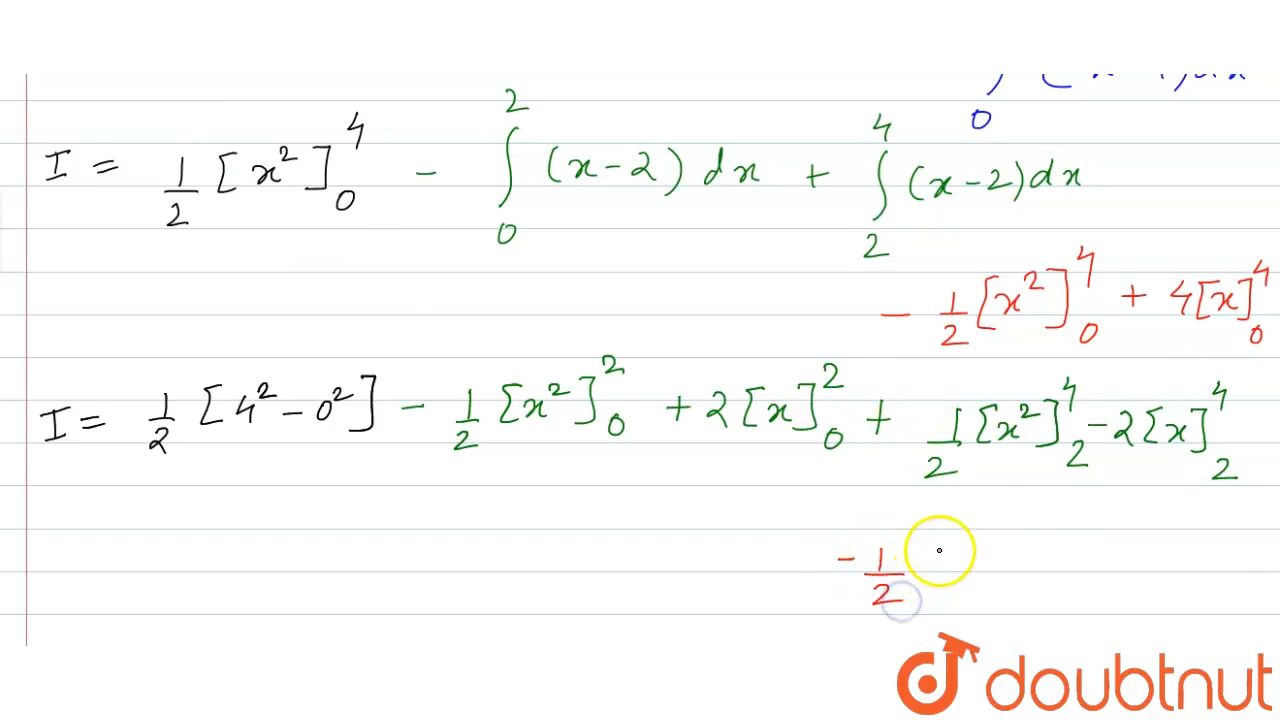 0
I = 1/2 [x²]₀⁴ - ∫₀² (x-2) dx + ∫₂⁴ (x-2) dx
- 1/2 [x²]₀⁴ + 4[x]₀⁴
I = 1/2 [4² - 0²] - 1/2 [x²]₀² + 2[x]₀² + 1/2 [x²]₂⁴ - 2[x]₂⁴
- 1/2
doubtnut